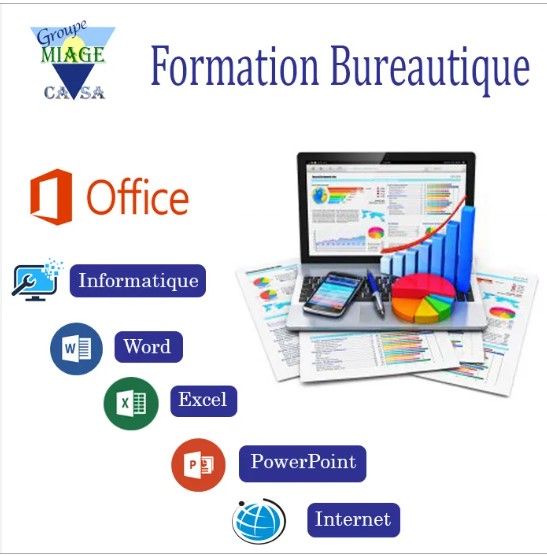 Groupe
MIAGE
CASA
Formation Bureautique
Office
Informatique
W
Word
X
Excel
P
PowerPoint
Internet